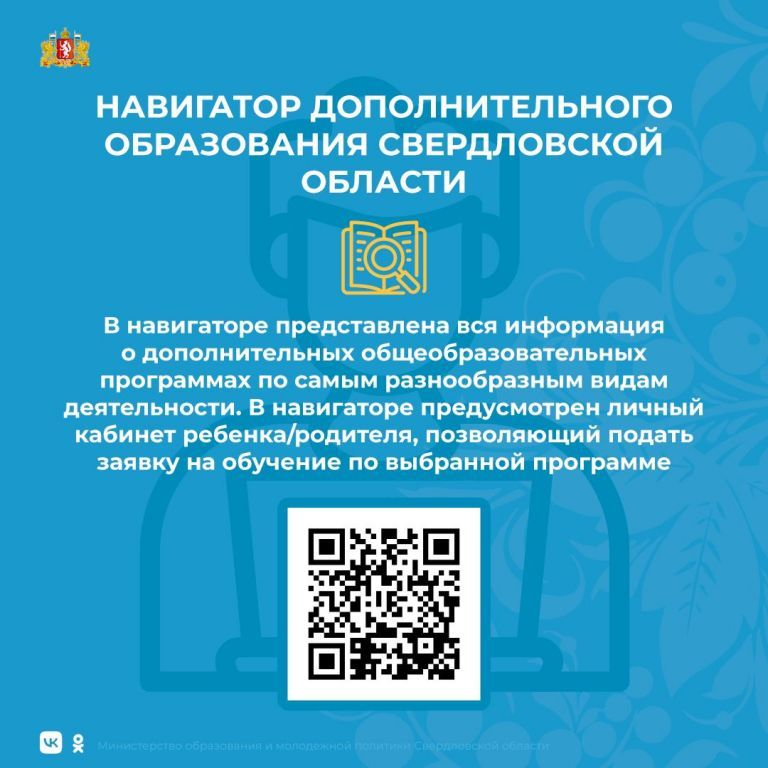 НАВИГАТОР ДОПОЛНИТЕЛЬНОГО
ОБРАЗОВАНИЯ СВЕРДЛОВСКОЙ
ОБЛАСТИ
В навигаторе представлена вся информация
о дополнительных общеобразовательных
программах по самым разнообразным видам
деятельности. В навигаторе предусмотрен личный
кабинет ребенка/родителя, позволяющий подать
заявку на обучение по выбранной программе
Министерство образования и молодежной политики Свердловской области